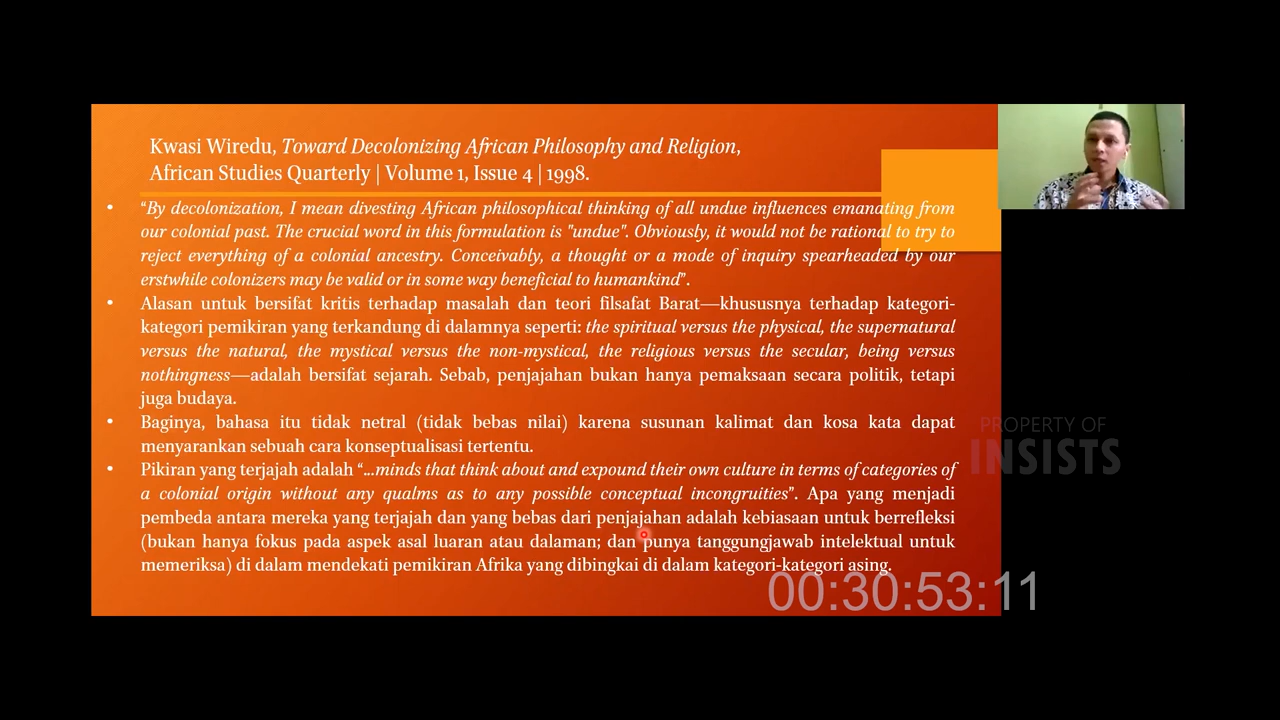 Kwasi Wiredu, Toward Decolonizing African Philosophy and Religion,
African Studies Quarterly | Volume 1, Issue 4 | 1998.
• “By decolonization, I mean divesting African philosophical thinking of all undue influences emanating from
our colonial past. The crucial word in this formulation is "undue". Obviously, it would not be rational to try to
reject everything of a colonial ancestry. Conceivably, a thought or a mode of inquiry spearheaded by our
erstwhile colonizers may be valid or in some way beneficial to humankind”.
• Alasan untuk bersifat kritis terhadap masalah dan teori filsafat Barat—khususnya terhadap kategori-
kategori pemikiran yang terkandung di dalamnya seperti: the spiritual versus the physical, the supernatural
versus the natural, the mystical versus the non-mystical, the religious versus the secular, being versus
nothingness—adalah bersifat sejarah. Sebab, penjajahan bukan hanya pemaksaan secara politik, tetapi
juga budaya.
• Baginya, bahasa itu tidak netral (tidak bebas nilai) karena susunan kalimat dan kosa kata dapat
menyarankan sebuah cara konseptualisasi tertentu.
• Pikiran yang terjajah adalah “...minds that think about and expound their own culture in terms of categories of
a colonial origin without any qualms as to any possible conceptual incongruities”. Apa yang menjadi
pembeda antara mereka yang terjajah dan yang bebas dari penjajahan adalah kebiasaan untuk berrefleksi
(bukan hanya fokus pada aspek asal luaran atau dalaman; dan punya tanggungjawab intelektual untuk
memeriksa) di dalam mendekati pemikiran Afrika yang dibingkai di dalam kategori-kategori asing.
PROPERTY OF
INSISTS
00:30:53:11